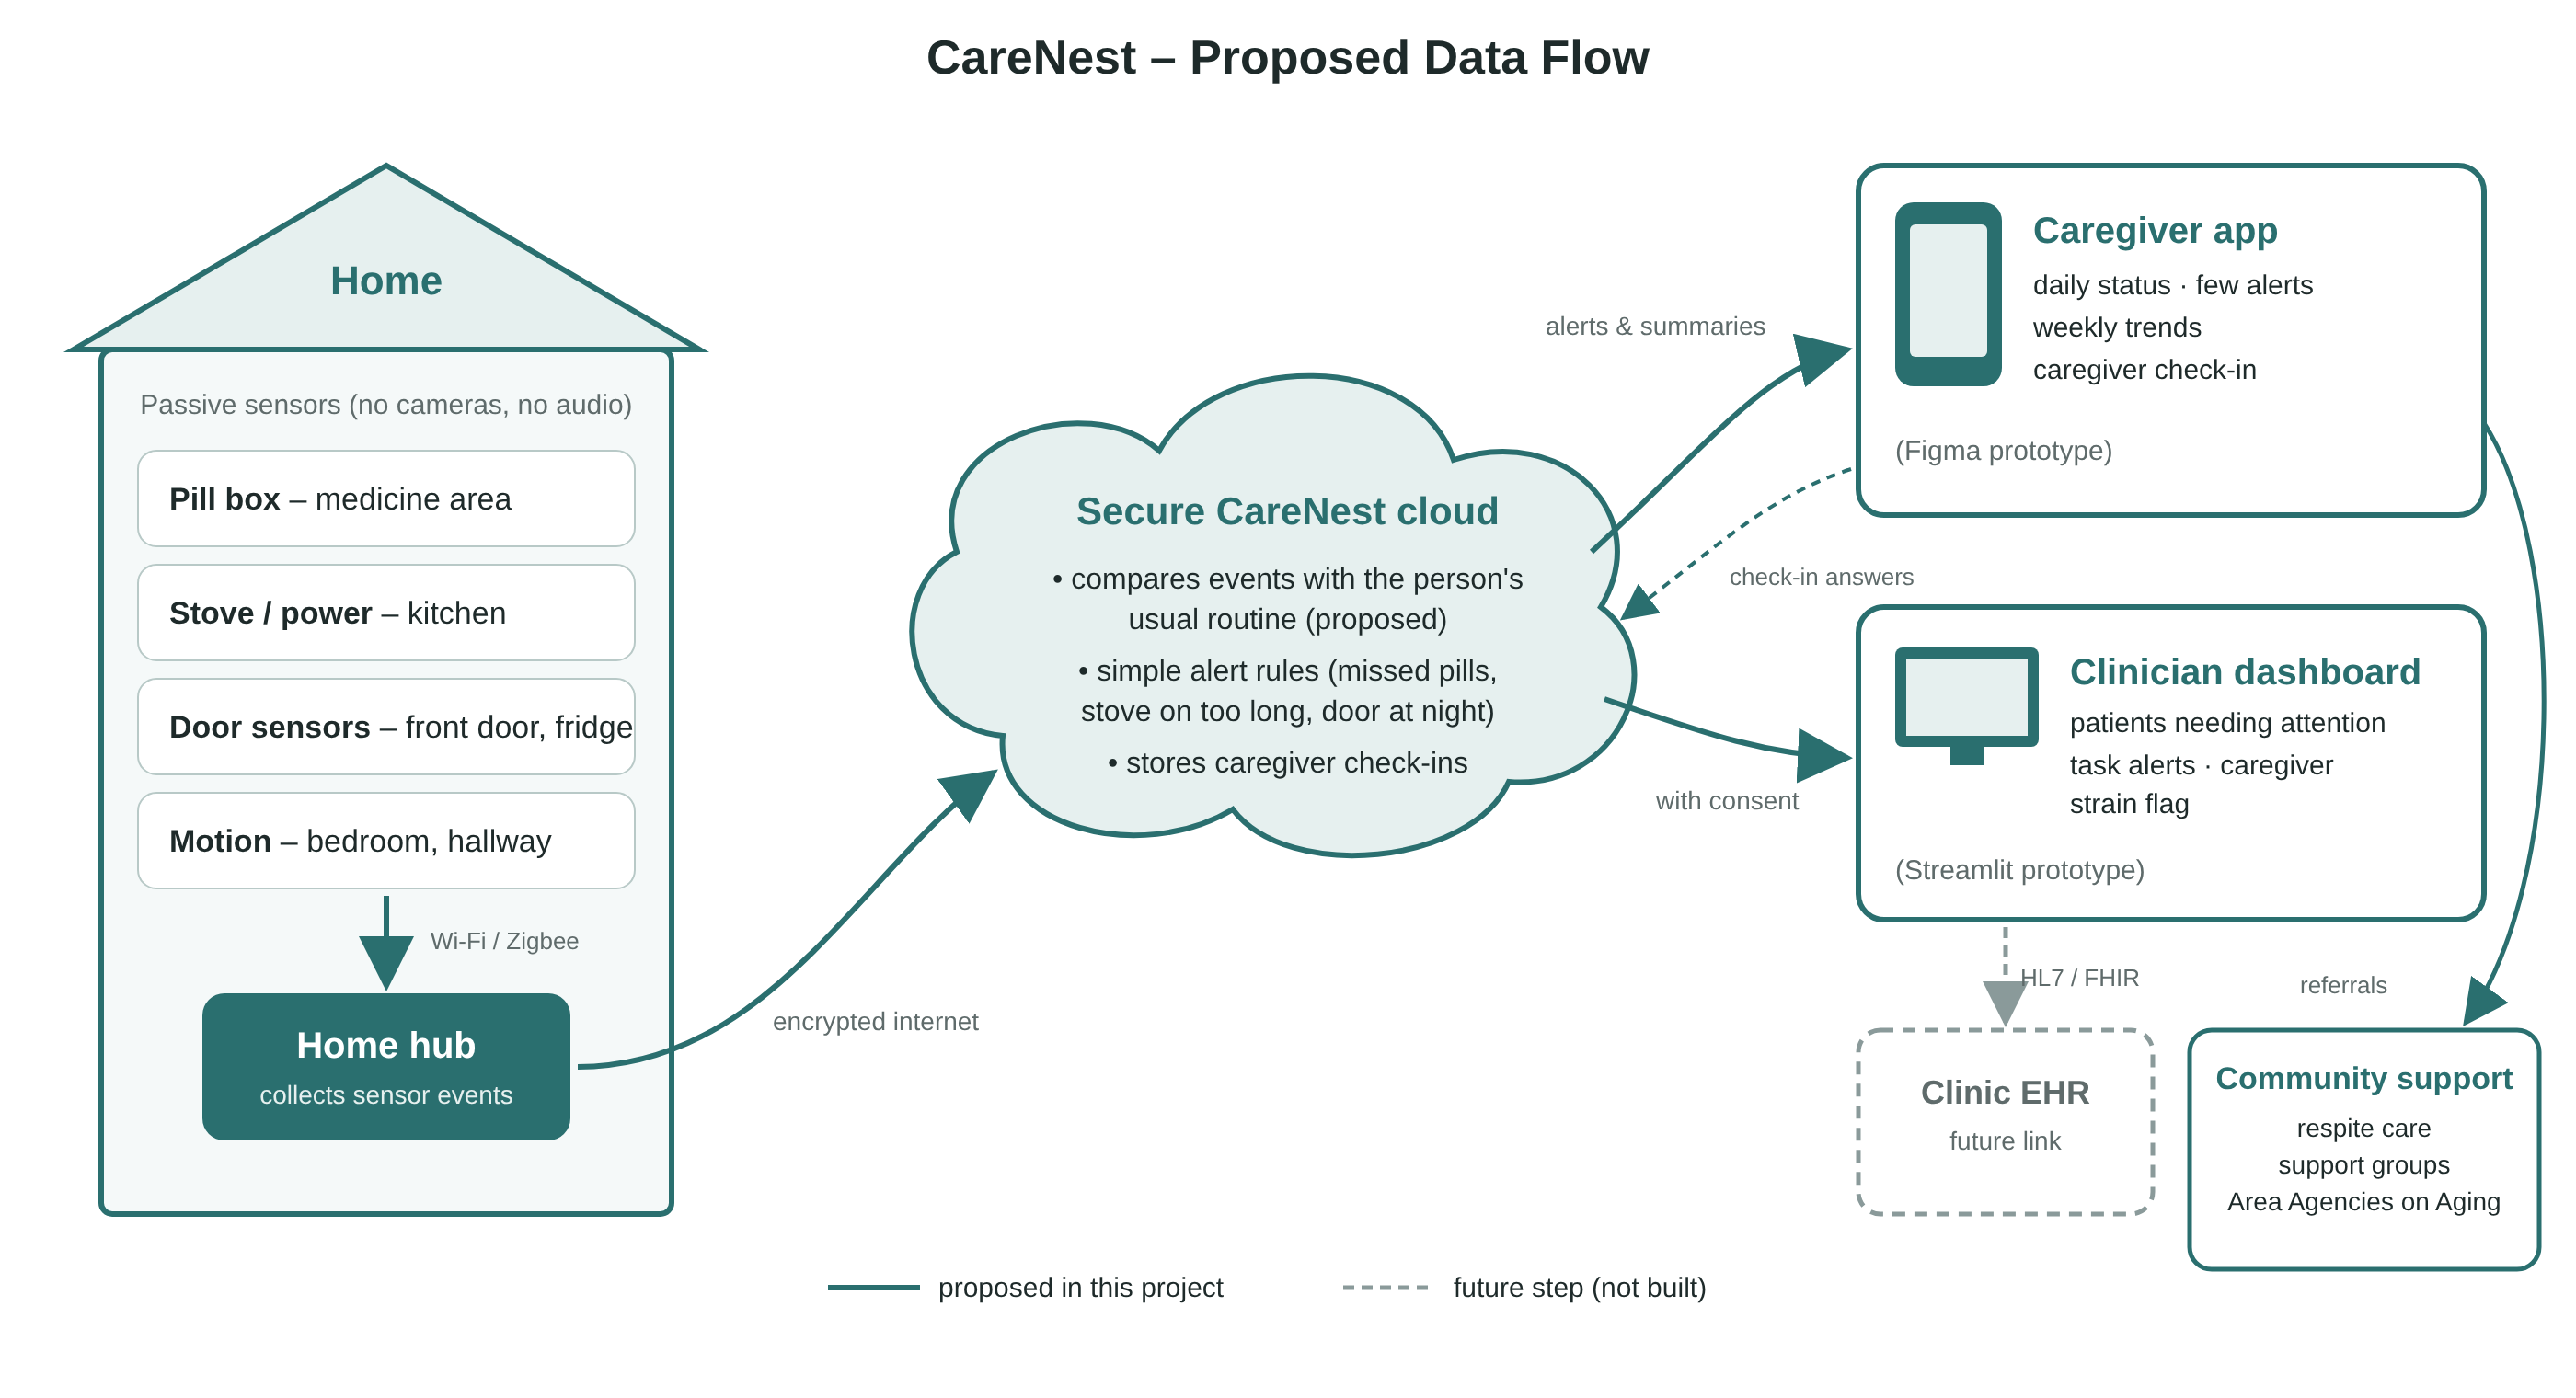 CareNest – Proposed Data Flow
Home
Passive sensors (no cameras, no audio)
Pill box – medicine area
Stove / power – kitchen
Door sensors – front door, fridge
Motion – bedroom, hallway
Wi-Fi / Zigbee
Home hub
collects sensor events
encrypted internet
Secure CareNest cloud
• compares events with the person's
usual routine (proposed)
• simple alert rules (missed pills,
stove on too long, door at night)
• stores caregiver check-ins
alerts & summaries
check-in answers
with consent
Caregiver app
daily status · few alerts
weekly trends
caregiver check-in
(Figma prototype)
Clinician dashboard
patients needing attention
task alerts · caregiver
strain flag
(Streamlit prototype)
HL7 / FHIR
referrals
Clinic EHR
future link
Community support
respite care
support groups
Area Agencies on Aging
proposed in this project
future step (not built)